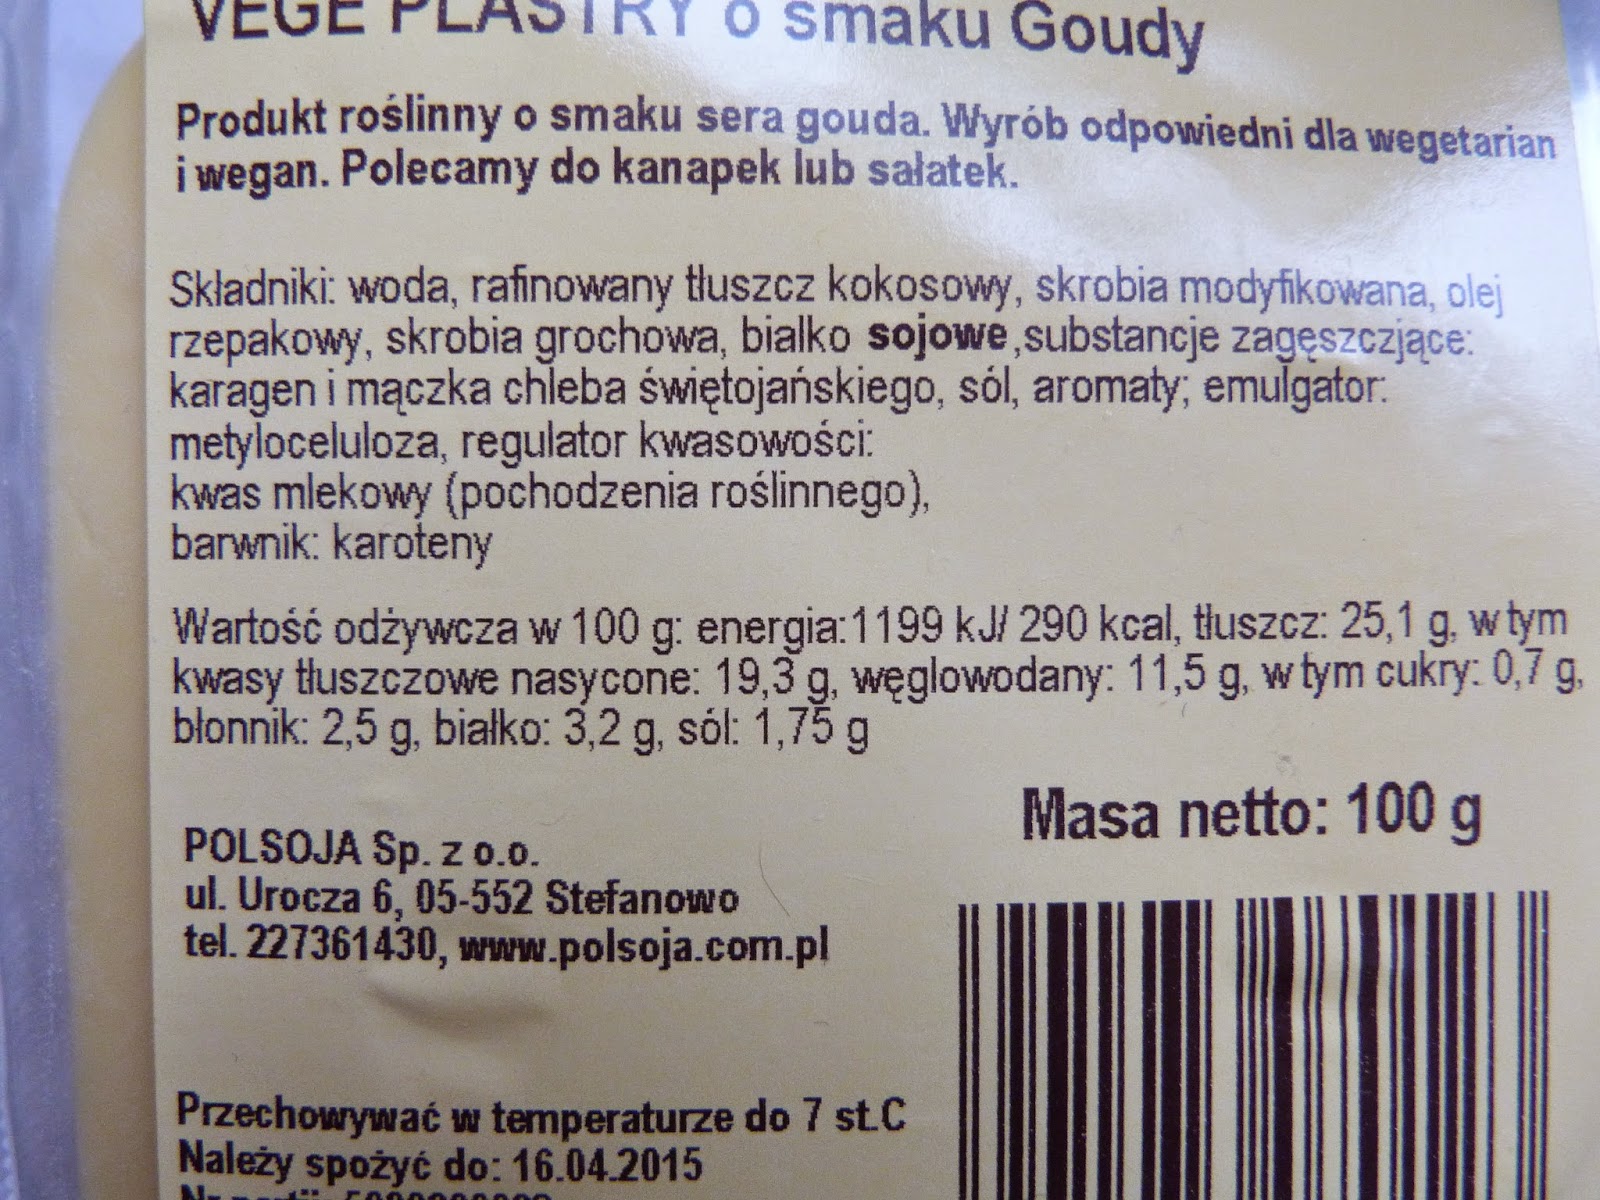 VEGE PLASTRY o smaku Goudy
Produkt roślinny o smaku sera gouda. Wyrób odpowiedni dla wegetarian
i wegan. Polecamy do kanapek lub sałatek.
Składniki: woda, rafinowany tłuszcz kokosowy, skrobia modyfikowana, olej
rzepakowy, skrobia grochowa, bialko sojowe,substancje zagęszczjące:
karagen i mączka chleba świętojańskiego, sól, aromaty; emulgator:
metyloceluloza, regulator kwasowości:
kwas mlekowy (pochodzenia roślinnego),
barwnik: karoteny
Wartość odżywcza w 100 g: energia:1199 kJ/ 290 kcal, tłuszcz: 25,1 g, w tym
kwasy tłuszczowe nasycone: 19,3 g, węglowodany: 11,5 g, w tym cukry: 0,7 g,
błonnik: 2,5 g, białko: 3,2 g, sól: 1,75 g
Masa netto: 100 g
POLSOJA Sp. z o.o.
ul. Urocza 6, 05-552 Stefanowo
tel. 227361430, www.polsoja.com.pl
Przechowywać w temperaturze do 7 st.C
Należy spożyć do: 16.04.2015
Nr partii: